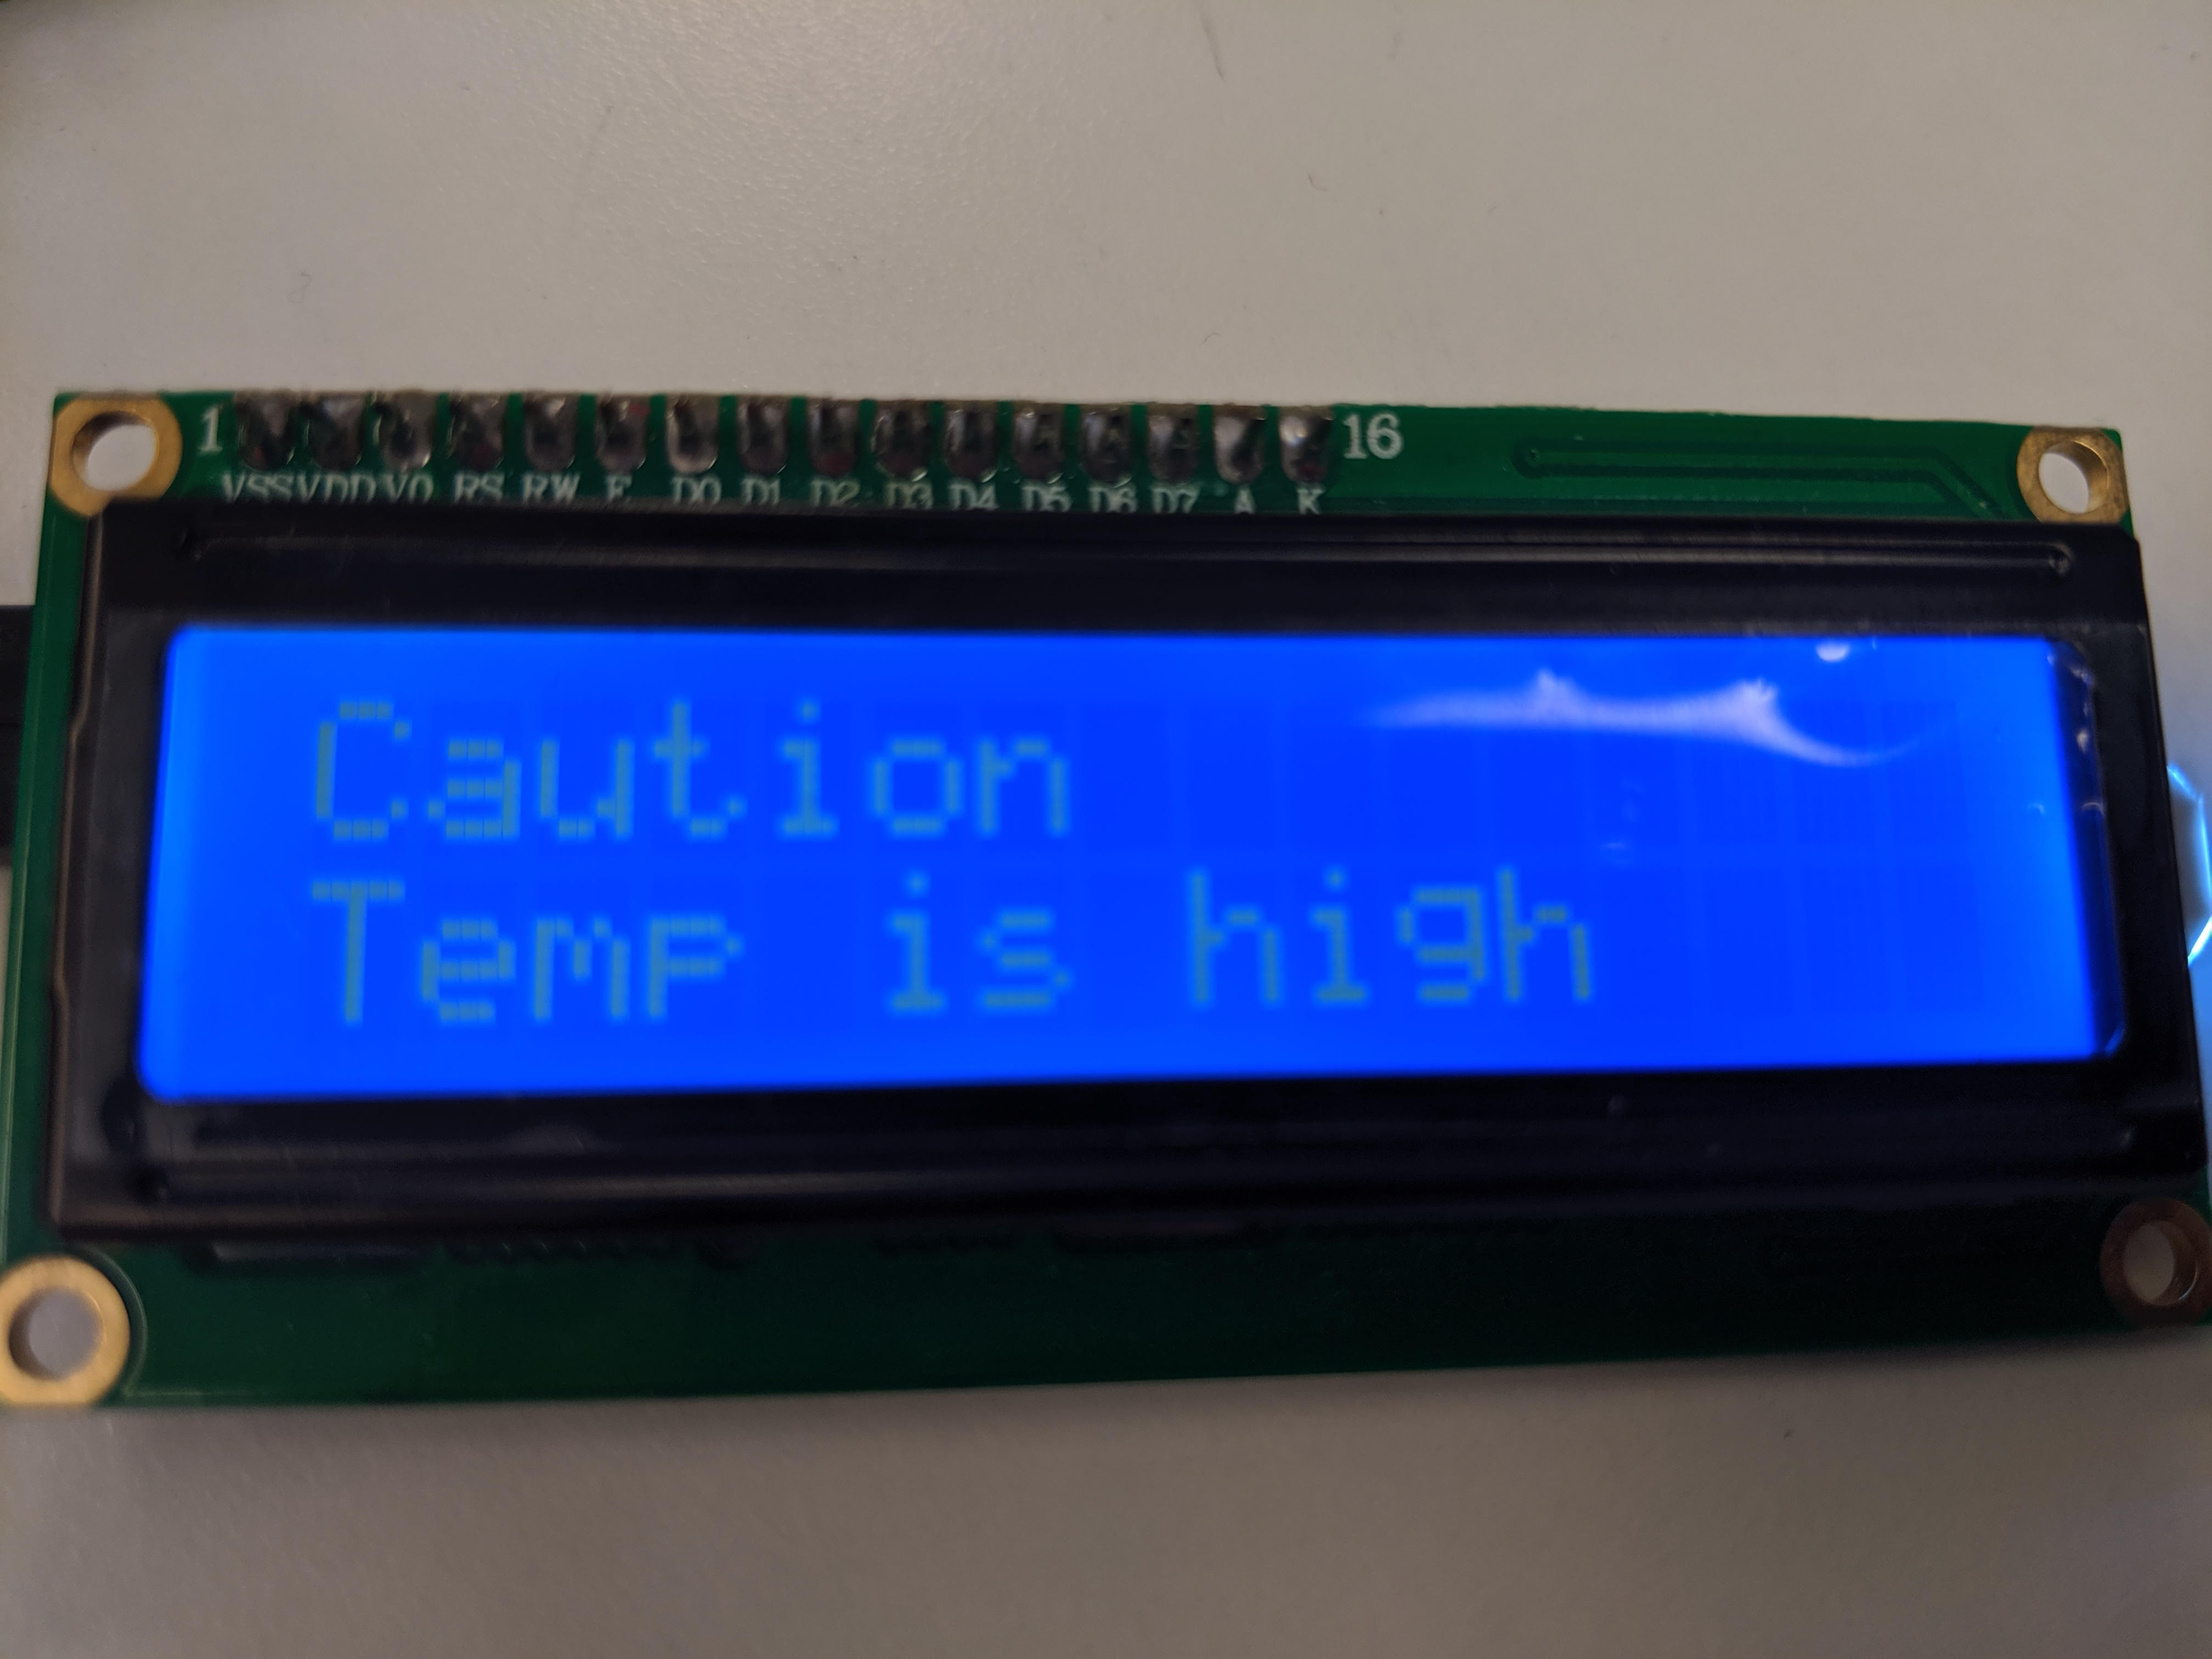 1 16
VSS VDD V0 RS RW E D0 D1 D2 D3 D4 D5 D6 D7 A K
Caution
Temp is high